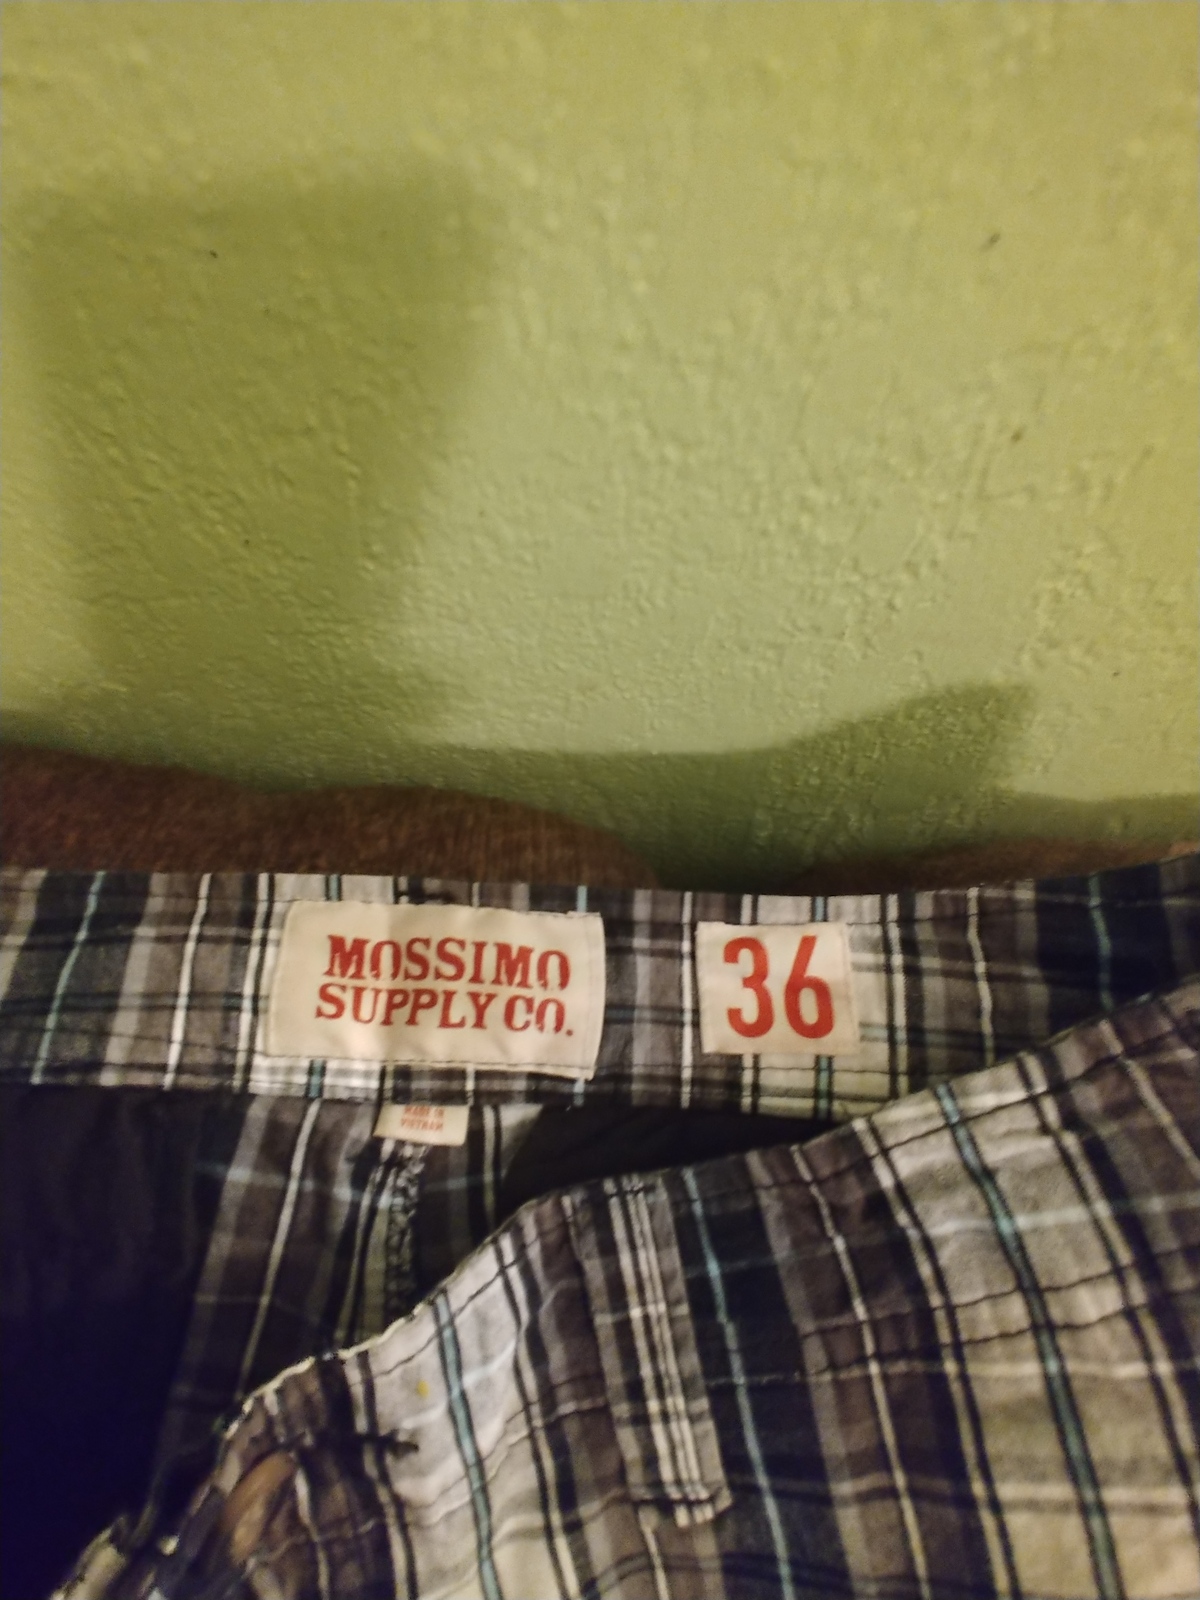 MOSSIMO
SUPPLY CO.
36
MADE IN
VIETNAM